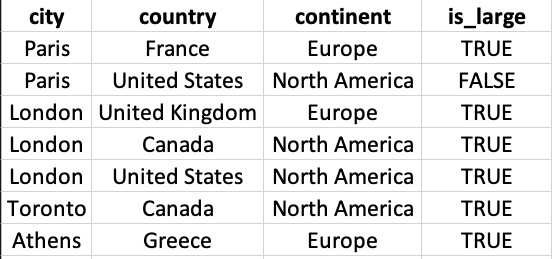 city country continent is_large
Paris France Europe TRUE
Paris United States North America FALSE
London United Kingdom Europe TRUE
London Canada North America TRUE
London United States North America TRUE
Toronto Canada North America TRUE
Athens Greece Europe TRUE